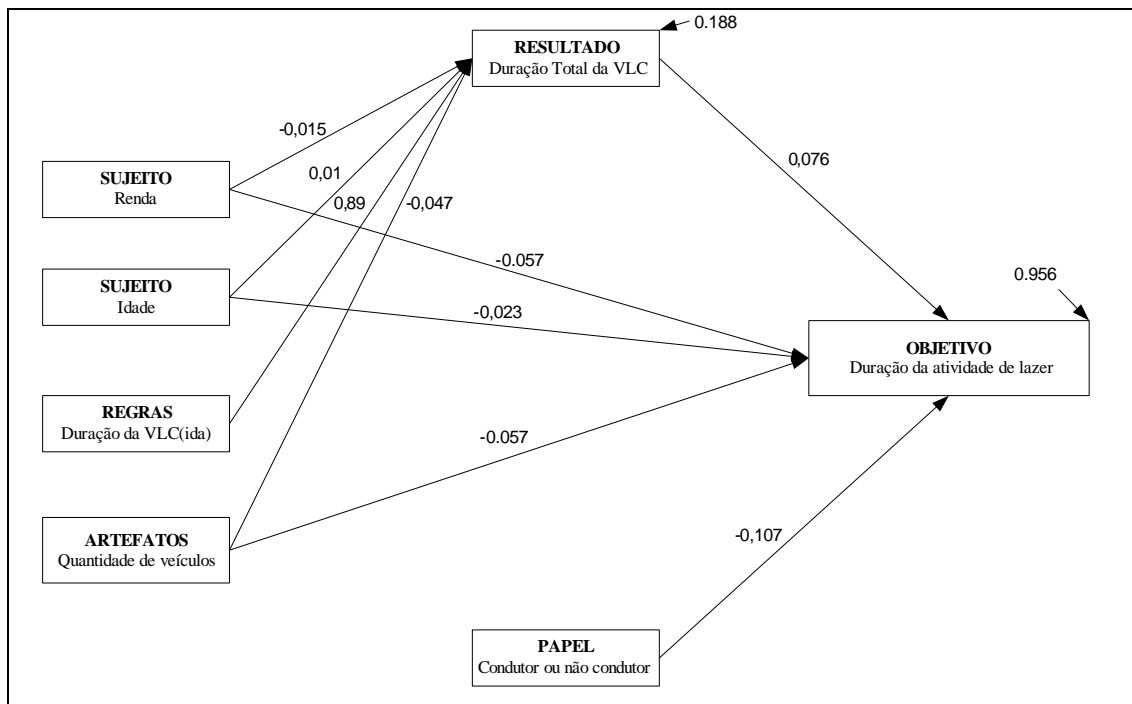 RESULTADO
Duração Total da VLC
0.188
-0,015
0,01
0,89
-0,047
0,076
SUJEITO
Renda
-0.057
SUJEITO
Idade
-0,023
0.956
OBJETIVO
Duração da atividade de lazer
REGRAS
Duração da VLC(ida)
-0.057
ARTEFATOS
Quantidade de veículos
-0,107
PAPEL
Condutor ou não condutor